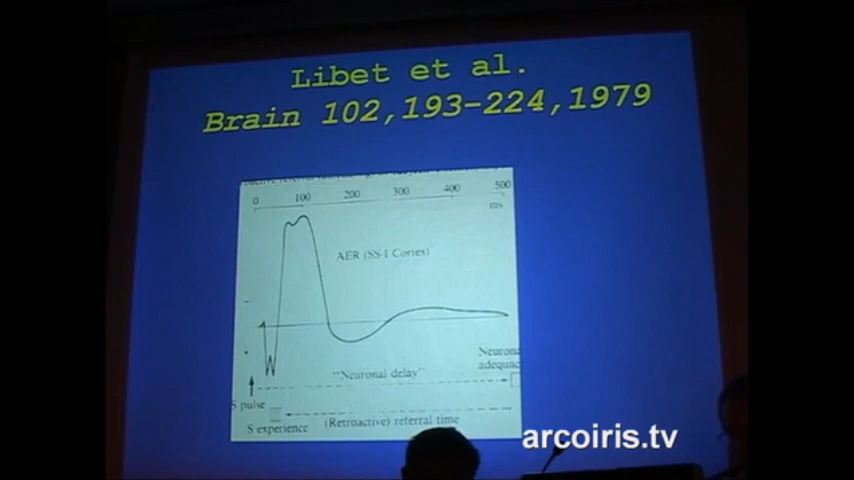 Libet et al.
Brain 102,193-224,1979
0 100 200 300 400 500
ms
AER (SS-I Cortex)
Neurona
"Neuronal delay"
adequac
S pulse
(Retroactive) referral time
S experience
arcoiris.tv